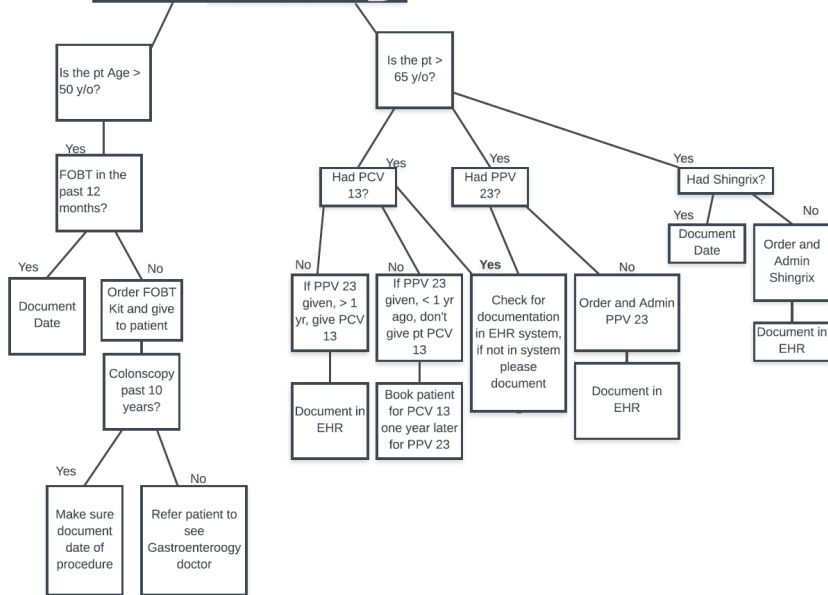 Is the pt Age >
50 y/o?
Is the pt >
65 y/o?
Yes
FOBT in the
past 12
months?
Yes
Had PCV
13?
Yes
Had PPV
23?
Yes
Had Shingrix?
Yes
Document
Date
No
Order FOBT
Kit and give
to patient
No
If PPV 23
given, > 1
yr, give PCV
13
No
If PPV 23
given, < 1 yr
ago, don't
give pt PCV
13
Yes
Check for
documentation
in EHR system,
if not in system
please
document
No
Order and Admin
PPV 23
Yes
Document
Date
No
Order and
Admin
Shingrix
Document in
EHR
Colonscopy
past 10
years?
Document in
EHR
Book patient
for PCV 13
one year later
for PPV 23
Document in
EHR
Yes
Make sure
document
date of
procedure
No
Refer patient to
see
Gastroenteroogy
doctor